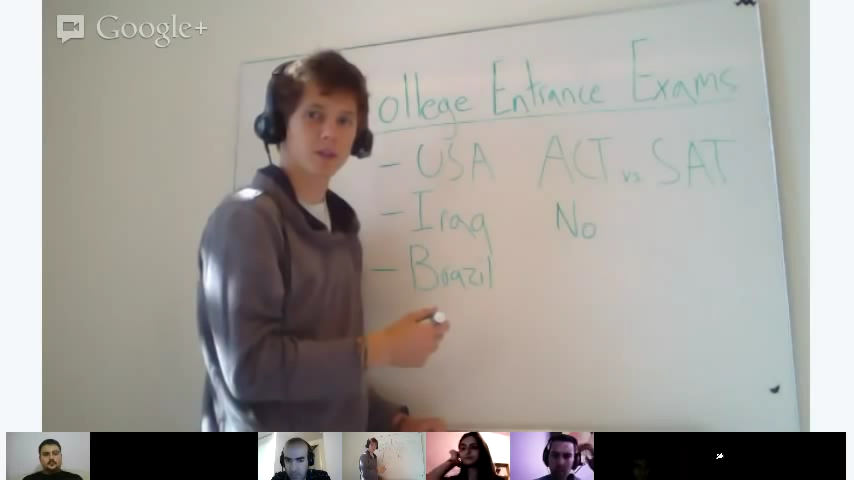 Google+
ollege Entrance Exams
- USA ACT vs. SAT
- Iraq No
- Brazil